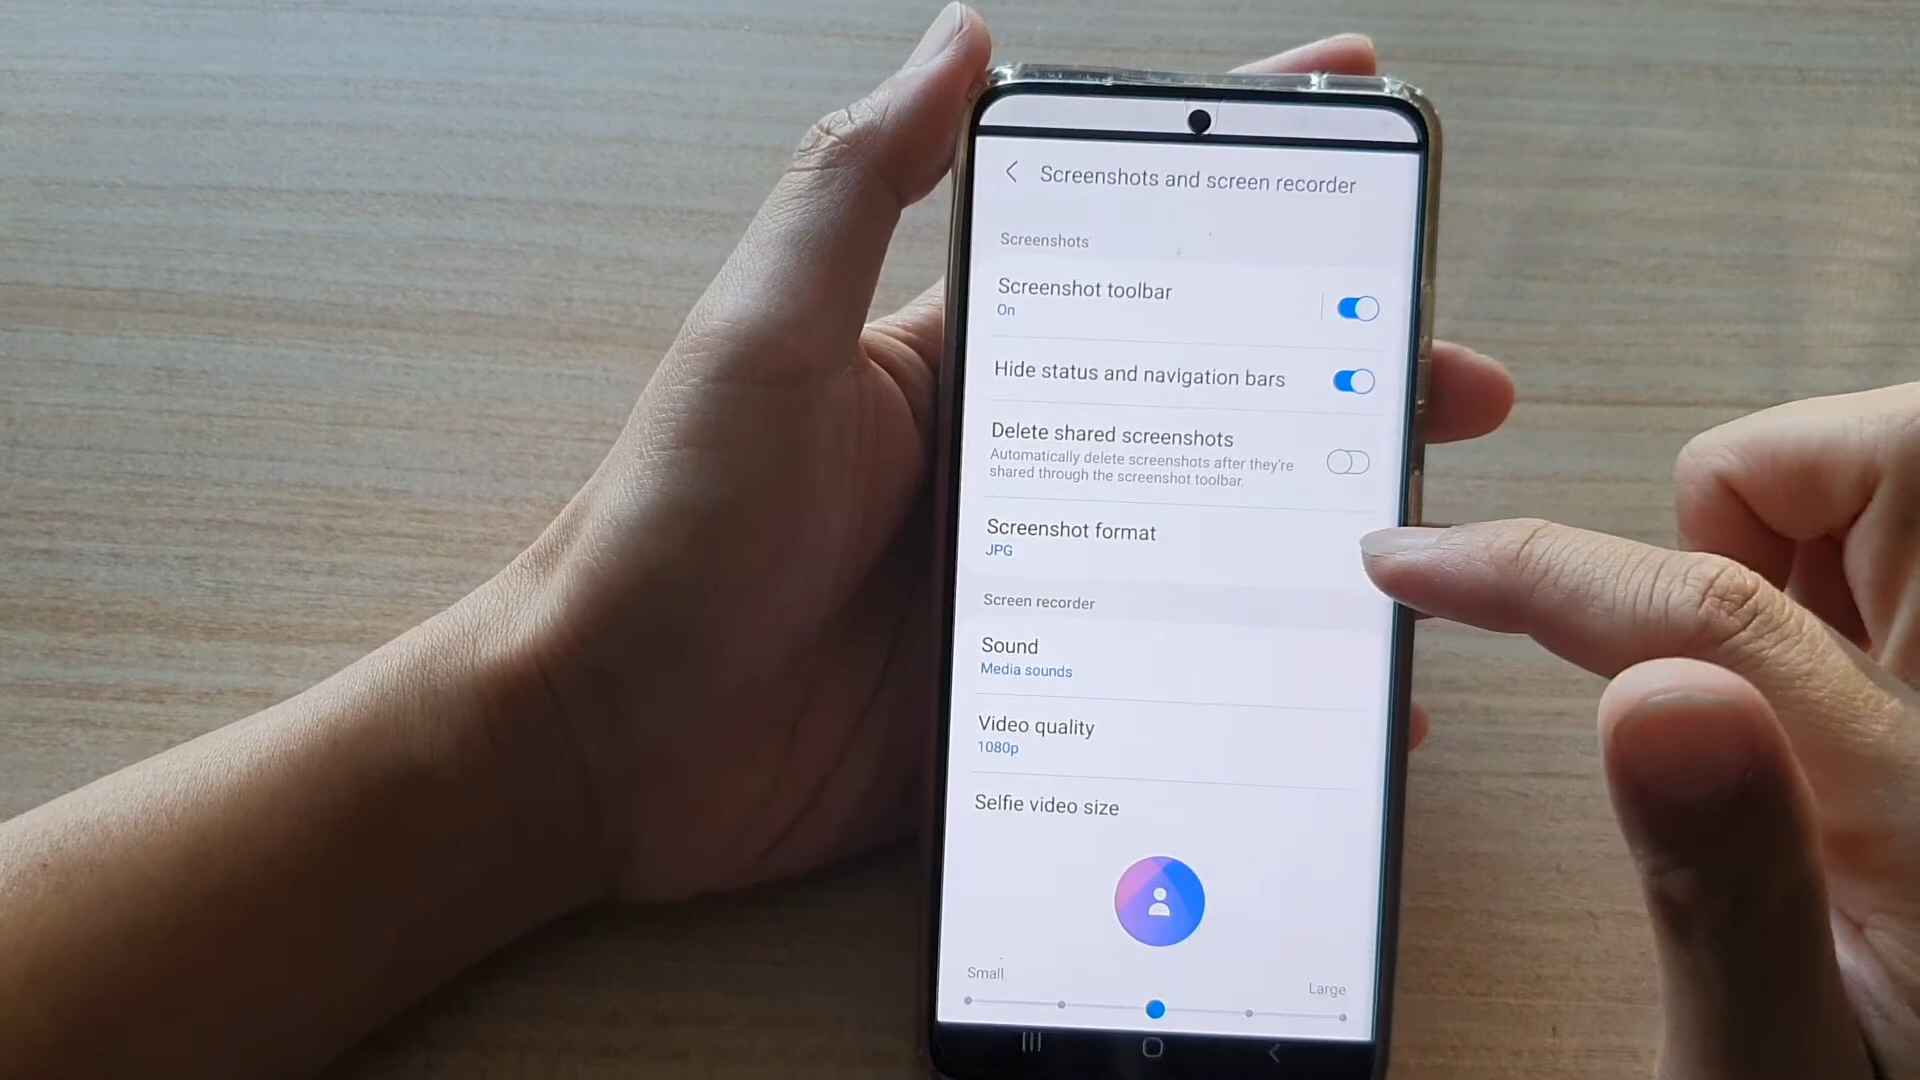 Screenshots and screen recorder
Screenshots
Screenshot toolbar
On
Hide status and navigation bars
Delete shared screenshots
Automatically delete screenshots after they're
shared through the screenshot toolbar.
Screenshot format
JPG
Screen recorder
Sound
Media sounds
Video quality
1080p
Selfie video size
Small
Large